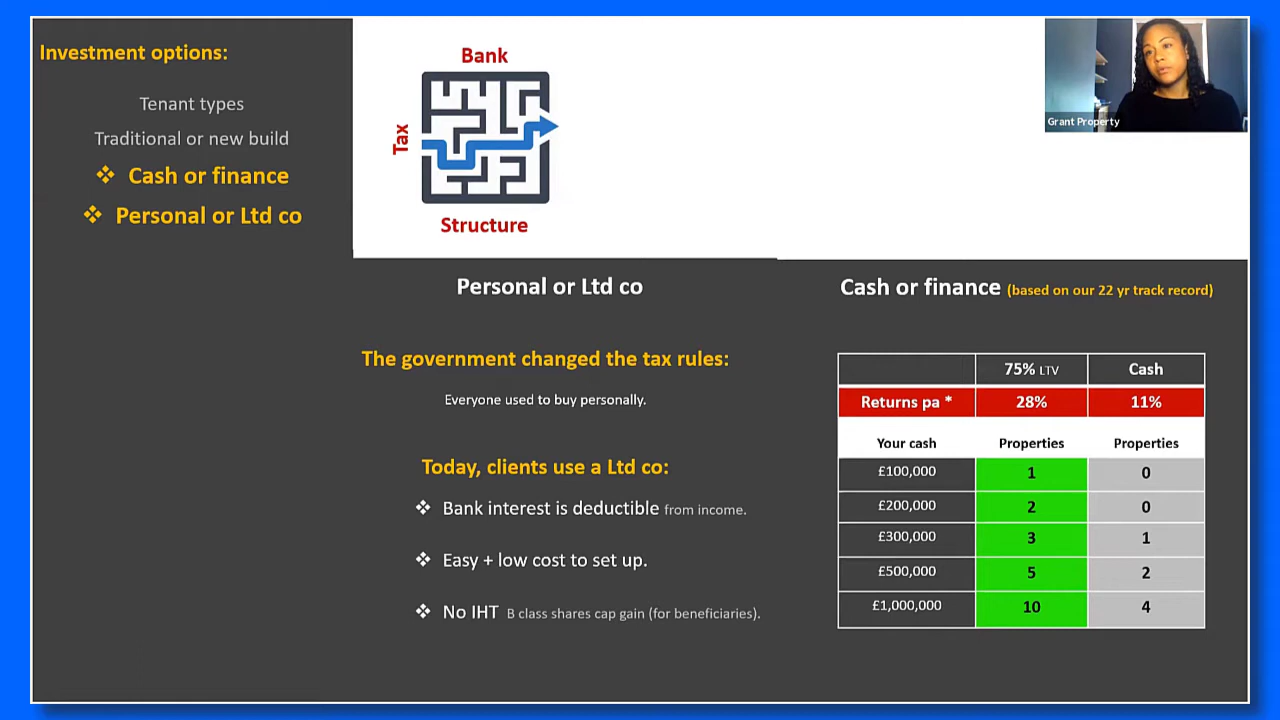 Investment options:
Tenant types
Traditional or new build
❖ Cash or finance
❖ Personal or Ltd co
Bank
Tax
Structure
Grant Property
Personal or Ltd co
The government changed the tax rules:
Everyone used to buy personally.
Today, clients use a Ltd co:
❖ Bank interest is deductible from income.
❖ Easy + low cost to set up.
❖ No IHT B class shares cap gain (for beneficiaries).
Cash or finance (based on our 22 yr track record)
75% LTV Cash
Returns pa * 28% 11%
Your cash Properties Properties
£100,000 1 0
£200,000 2 0
£300,000 3 1
£500,000 5 2
£1,000,000 10 4